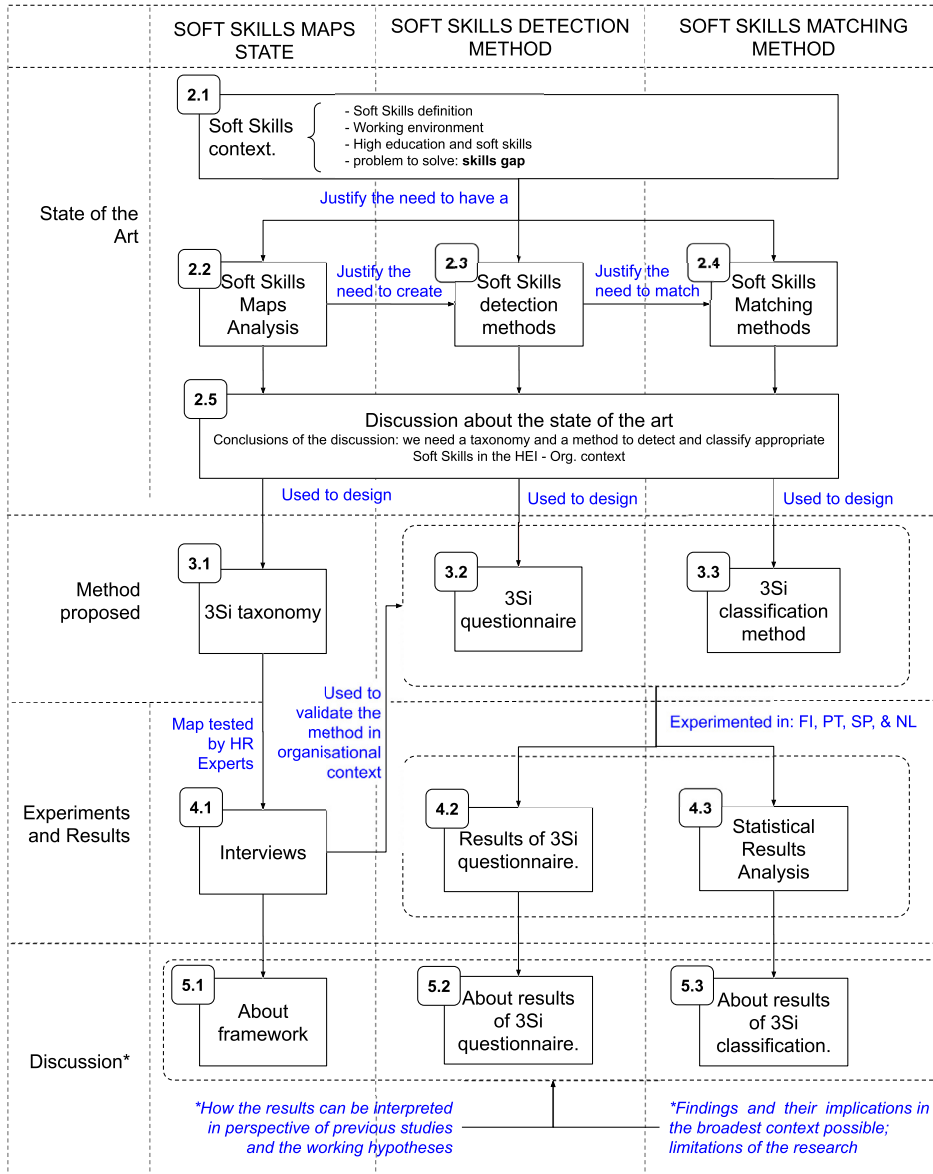 SOFT SKILLS MAPS
STATE
SOFT SKILLS DETECTION
METHOD
SOFT SKILLS MATCHING
METHOD
State of the
Art
2.1
Soft Skills
context.
- Soft Skills definition
- Working environment
- High education and soft skills
- problem to solve: skills gap
Justify the need to have a
2.2
Soft Skills
Maps
Analysis
Justify the
need to create
2.3
Soft Skills
detection
methods
Justify the
need to match
2.4
Soft Skills
Matching
methods
2.5
Discussion about the state of the art
Conclusions of the discussion: we need a taxonomy and a method to detect and classify appropriate
Soft Skills in the HEI - Org. context
Used to design
Used to design
Used to design
Method
proposed
3.1
3Si taxonomy
3.2
3Si
questionnaire
3.3
3Si
classification
method
Map tested
by HR
Experts
Used to
validate the
method in
organisational
context
Experimented in: FI, PT, SP, & NL
Experiments
and Results
4.1
Interviews
4.2
Results of 3Si
questionnaire.
4.3
Statistical
Results
Analysis
Discussion*
5.1
About
framework
5.2
About results
of 3Si
questionnaire.
5.3
About results
of 3Si
classification.
*How the results can be interpreted
in perspective of previous studies
and the working hypotheses
*Findings and their implications in
the broadest context possible;
limitations of the research